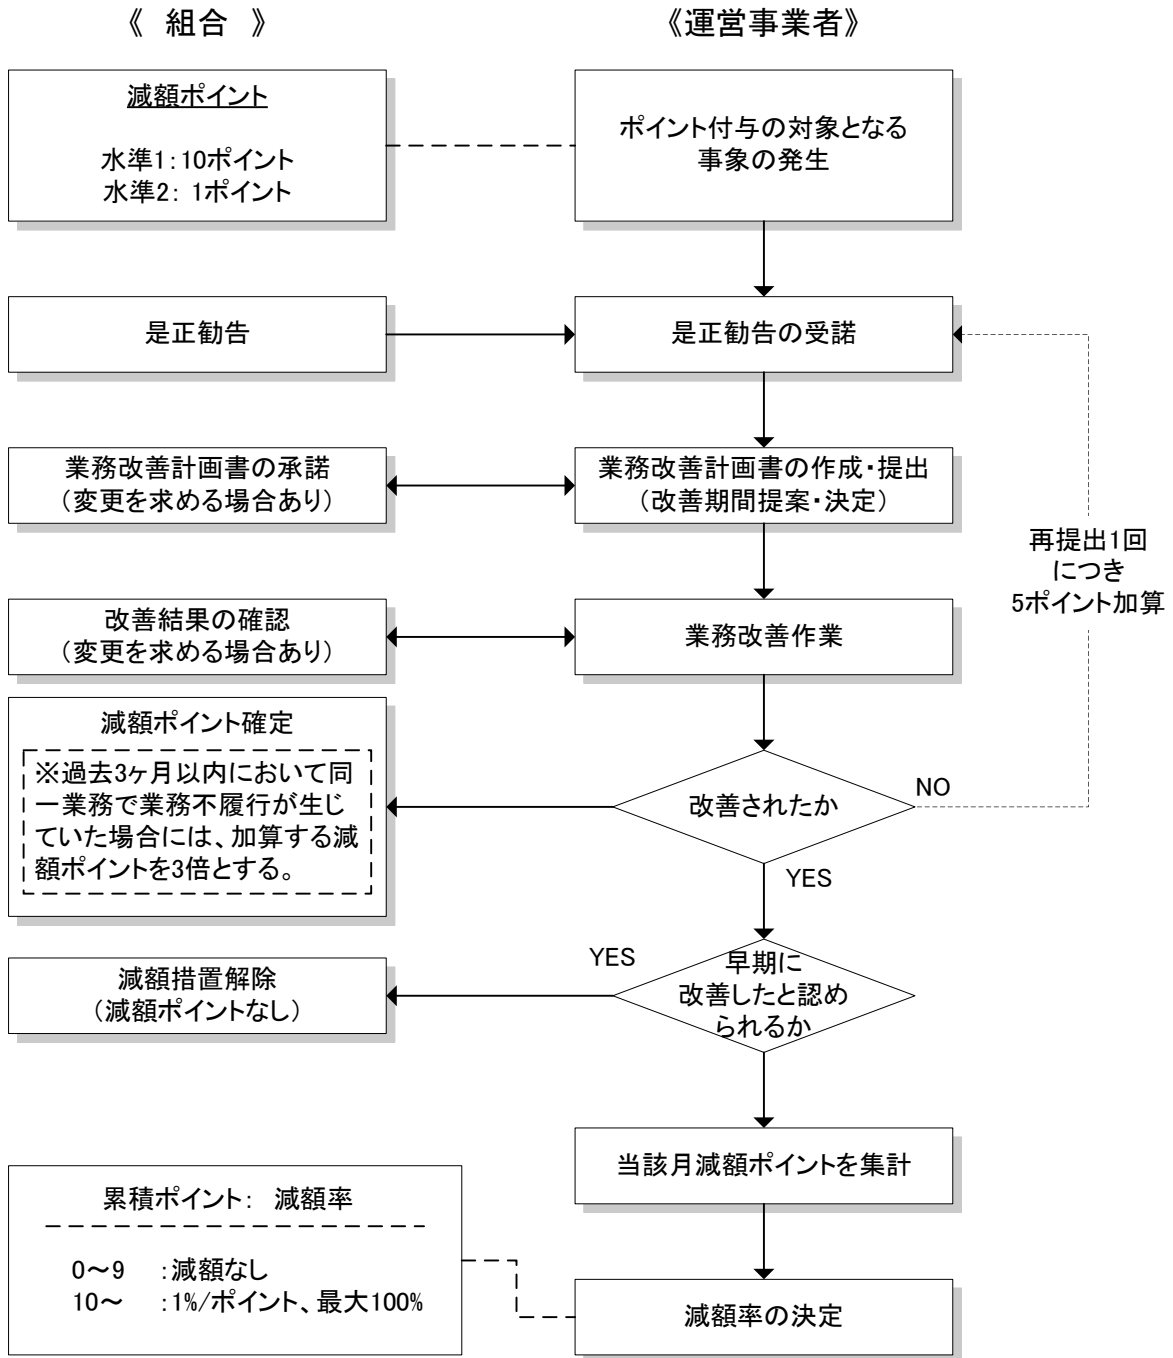 《 組合 》
《運営事業者》
減額ポイント
水準1：10ポイント
水準2： 1ポイント
ポイント付与の対象となる
事象の発生
是正勧告
是正勧告の受諾
業務改善計画書の承諾
（変更を求める場合あり）
業務改善計画書の作成・提出
（改善期間提案・決定）
再提出1回
につき
5ポイント加算
改善結果の確認
（変更を求める場合あり）
業務改善作業
減額ポイント確定
※過去3ヶ月以内において同
一業務で業務不履行が生じ
ていた場合には、加算する減
額ポイントを3倍とする。
改善されたか
NO
YES
減額措置解除
（減額ポイントなし）
YES
早期に
改善したと認め
られるか
当該月減額ポイントを集計
累積ポイント： 減額率
0～9 ：減額なし
10～ ：1%/ポイント、最大100%
減額率の決定